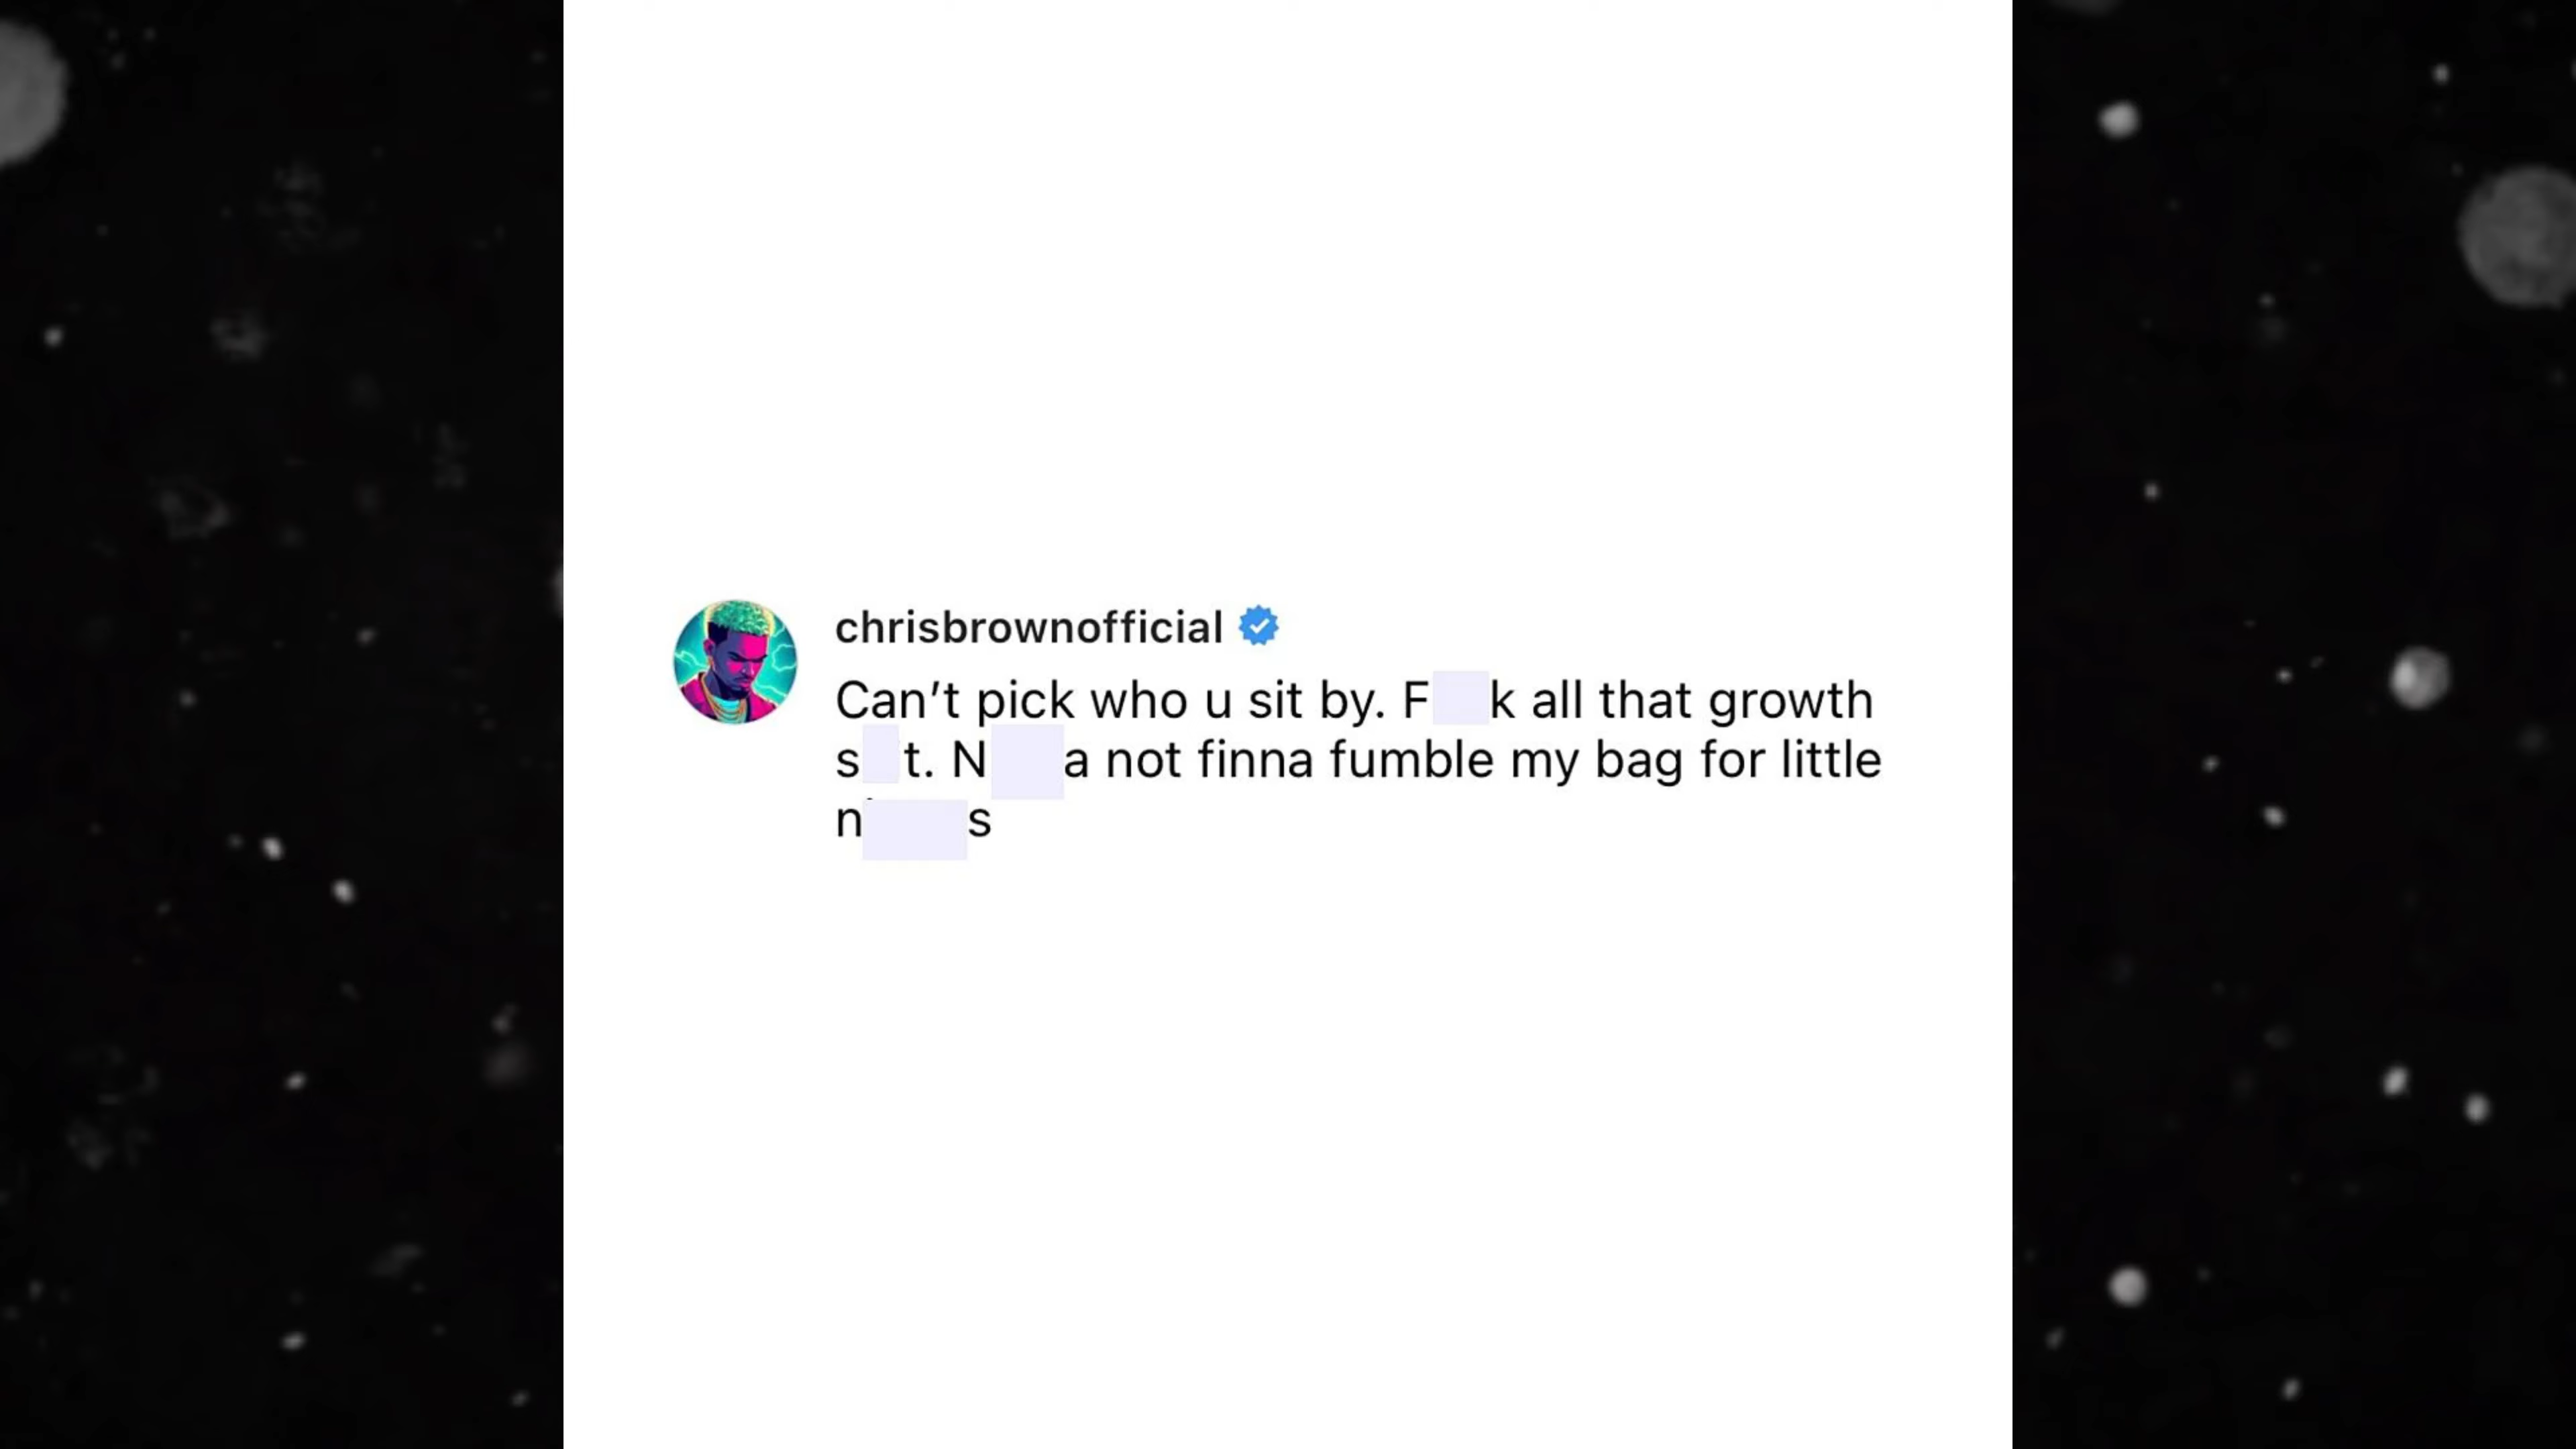 chrisbrownofficial
Can't pick who u sit by. F k all that growth
s t. N a not finna fumble my bag for little
n s